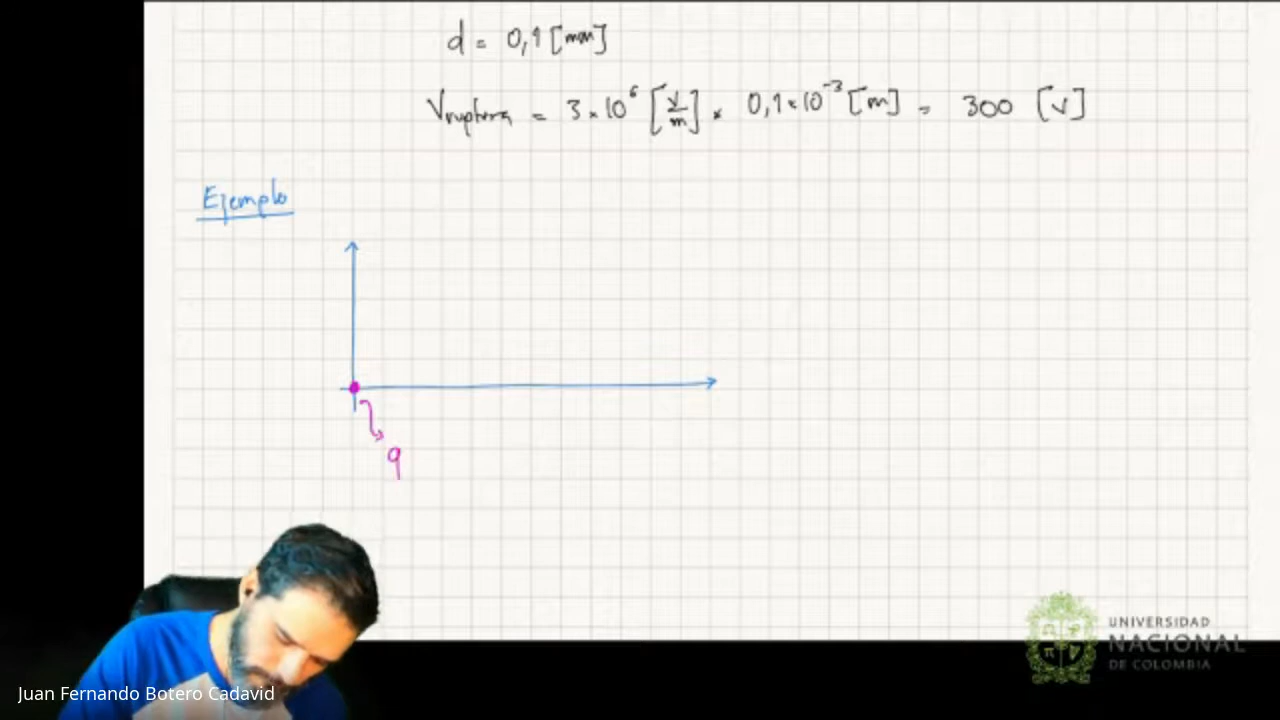 d = 0,1 [mm]
Vruptura = 3 × 10⁶ [V/m] × 0,1 × 10⁻³ [m] = 300 [V]
Ejemplo
q
UNIVERSIDAD
NACIONAL
DE COLOMBIA
Juan Fernando Botero Cadavid